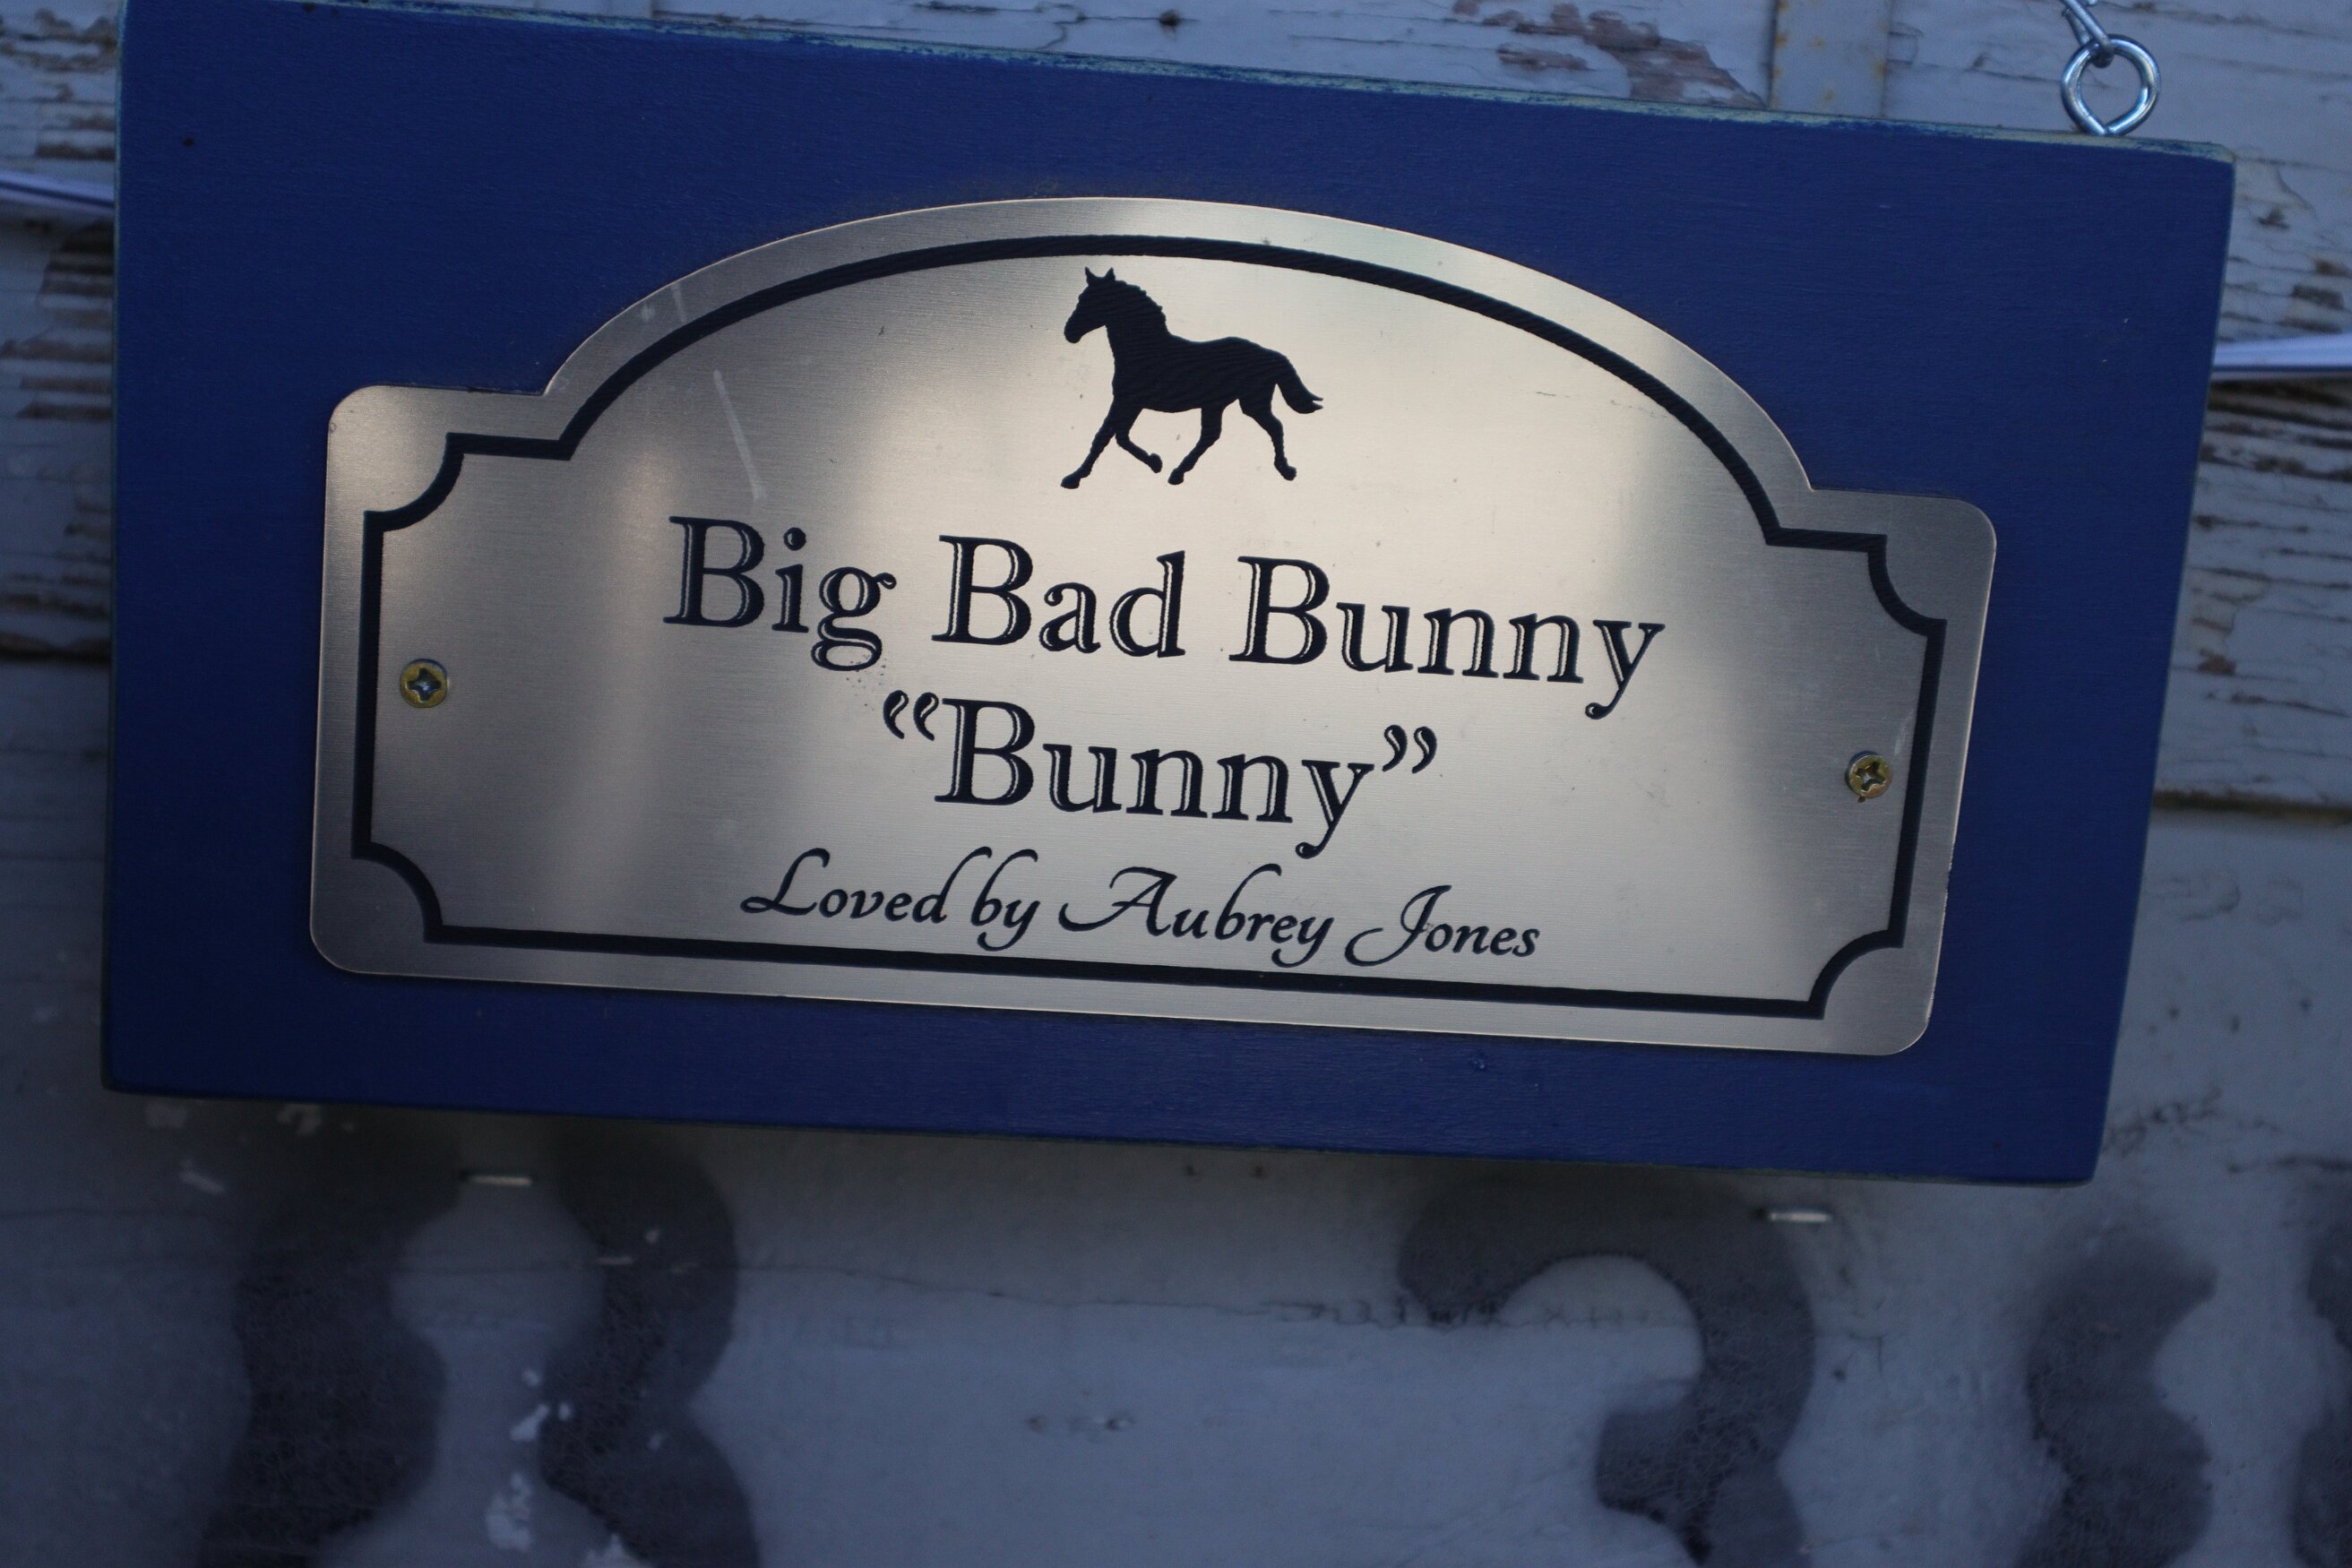 Big Bad Bunny
“Bunny”
Loved by Aubrey Jones